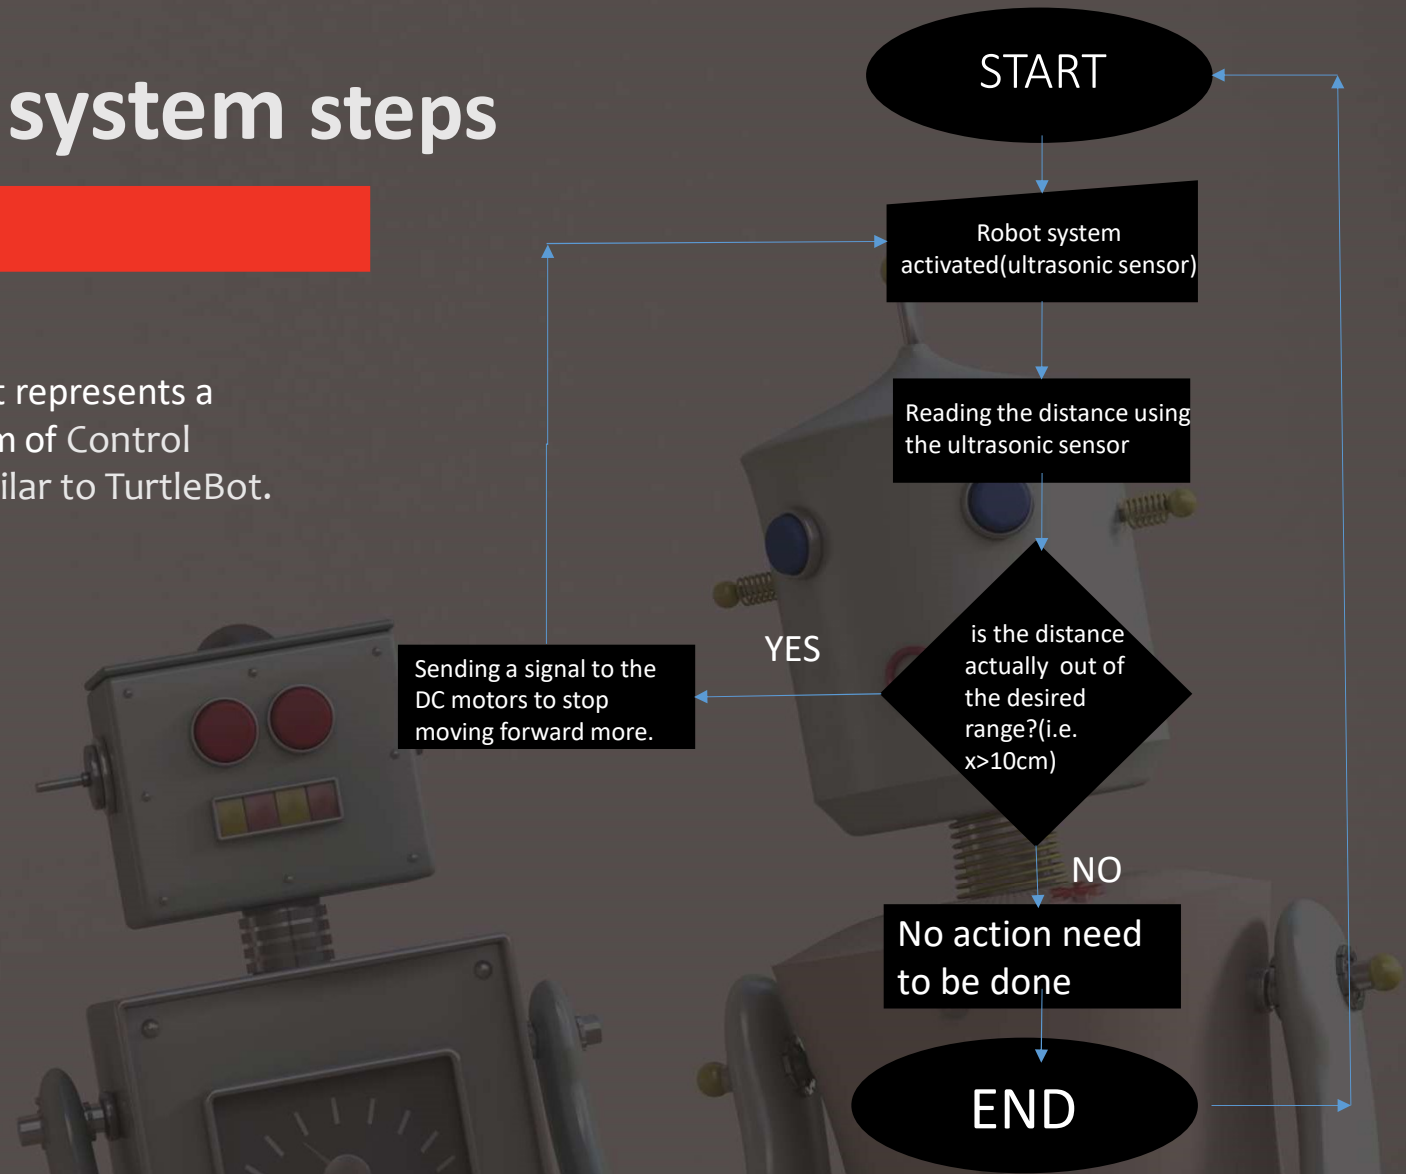 system steps
t represents a
m of Control
ilar to TurtleBot.
START
Robot system
activated(ultrasonic sensor)
Reading the distance using
the ultrasonic sensor
is the distance
actually out of
the desired
range?(i.e.
x>10cm)
YES
Sending a signal to the
DC motors to stop
moving forward more.
NO
No action need
to be done
END